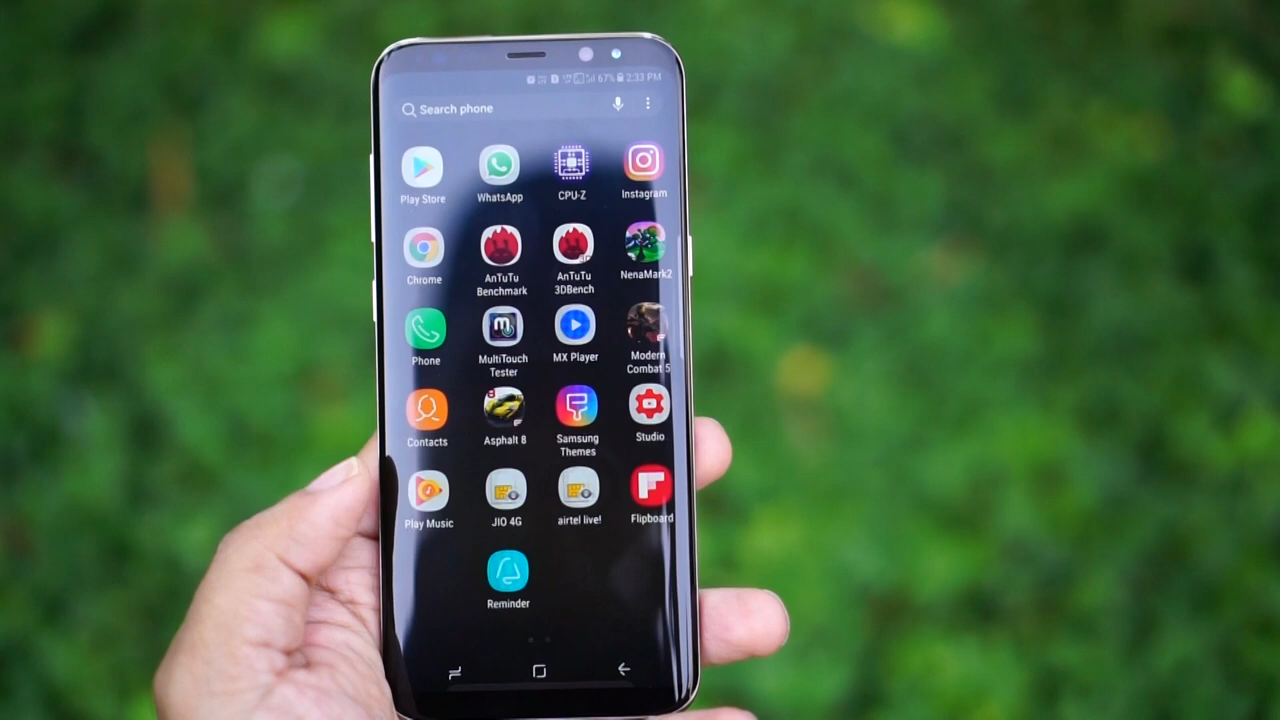 67% 2:33 PM
Search phone
Play Store
WhatsApp
CPU-Z
Instagram
Chrome
AnTuTu
Benchmark
AnTuTu
3DBench
NenaMark2
Phone
MultiTouch
Tester
MX Player
Modern
Combat 5
Contacts
Asphalt 8
Samsung
Themes
Studio
Play Music
JIO 4G
airtel live!
Flipboard
Reminder